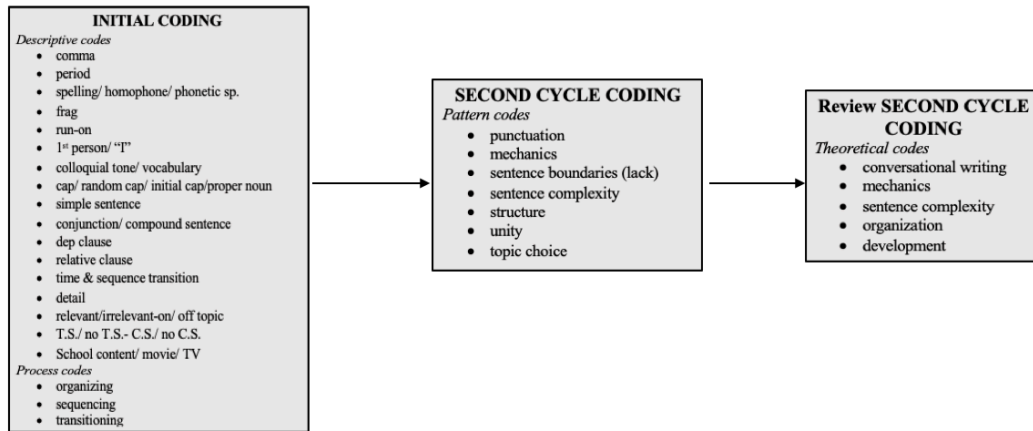 INITIAL CODING
Descriptive codes
• comma
• period
• spelling/ homophone/ phonetic sp.
• frag
• run-on
• 1st person/ “I”
• colloquial tone/ vocabulary
• cap/ random cap/ initial cap/proper noun
• simple sentence
• conjunction/ compound sentence
• dep clause
• relative clause
• time & sequence transition
• detail
• relevant/irrelevant-on/ off topic
• T.S./ no T.S.- C.S./ no C.S.
• School content/ movie/ TV
Process codes
• organizing
• sequencing
• transitioning
SECOND CYCLE CODING
Pattern codes
• punctuation
• mechanics
• sentence boundaries (lack)
• sentence complexity
• structure
• unity
• topic choice
Review SECOND CYCLE
CODING
Theoretical codes
• conversational writing
• mechanics
• sentence complexity
• organization
• development